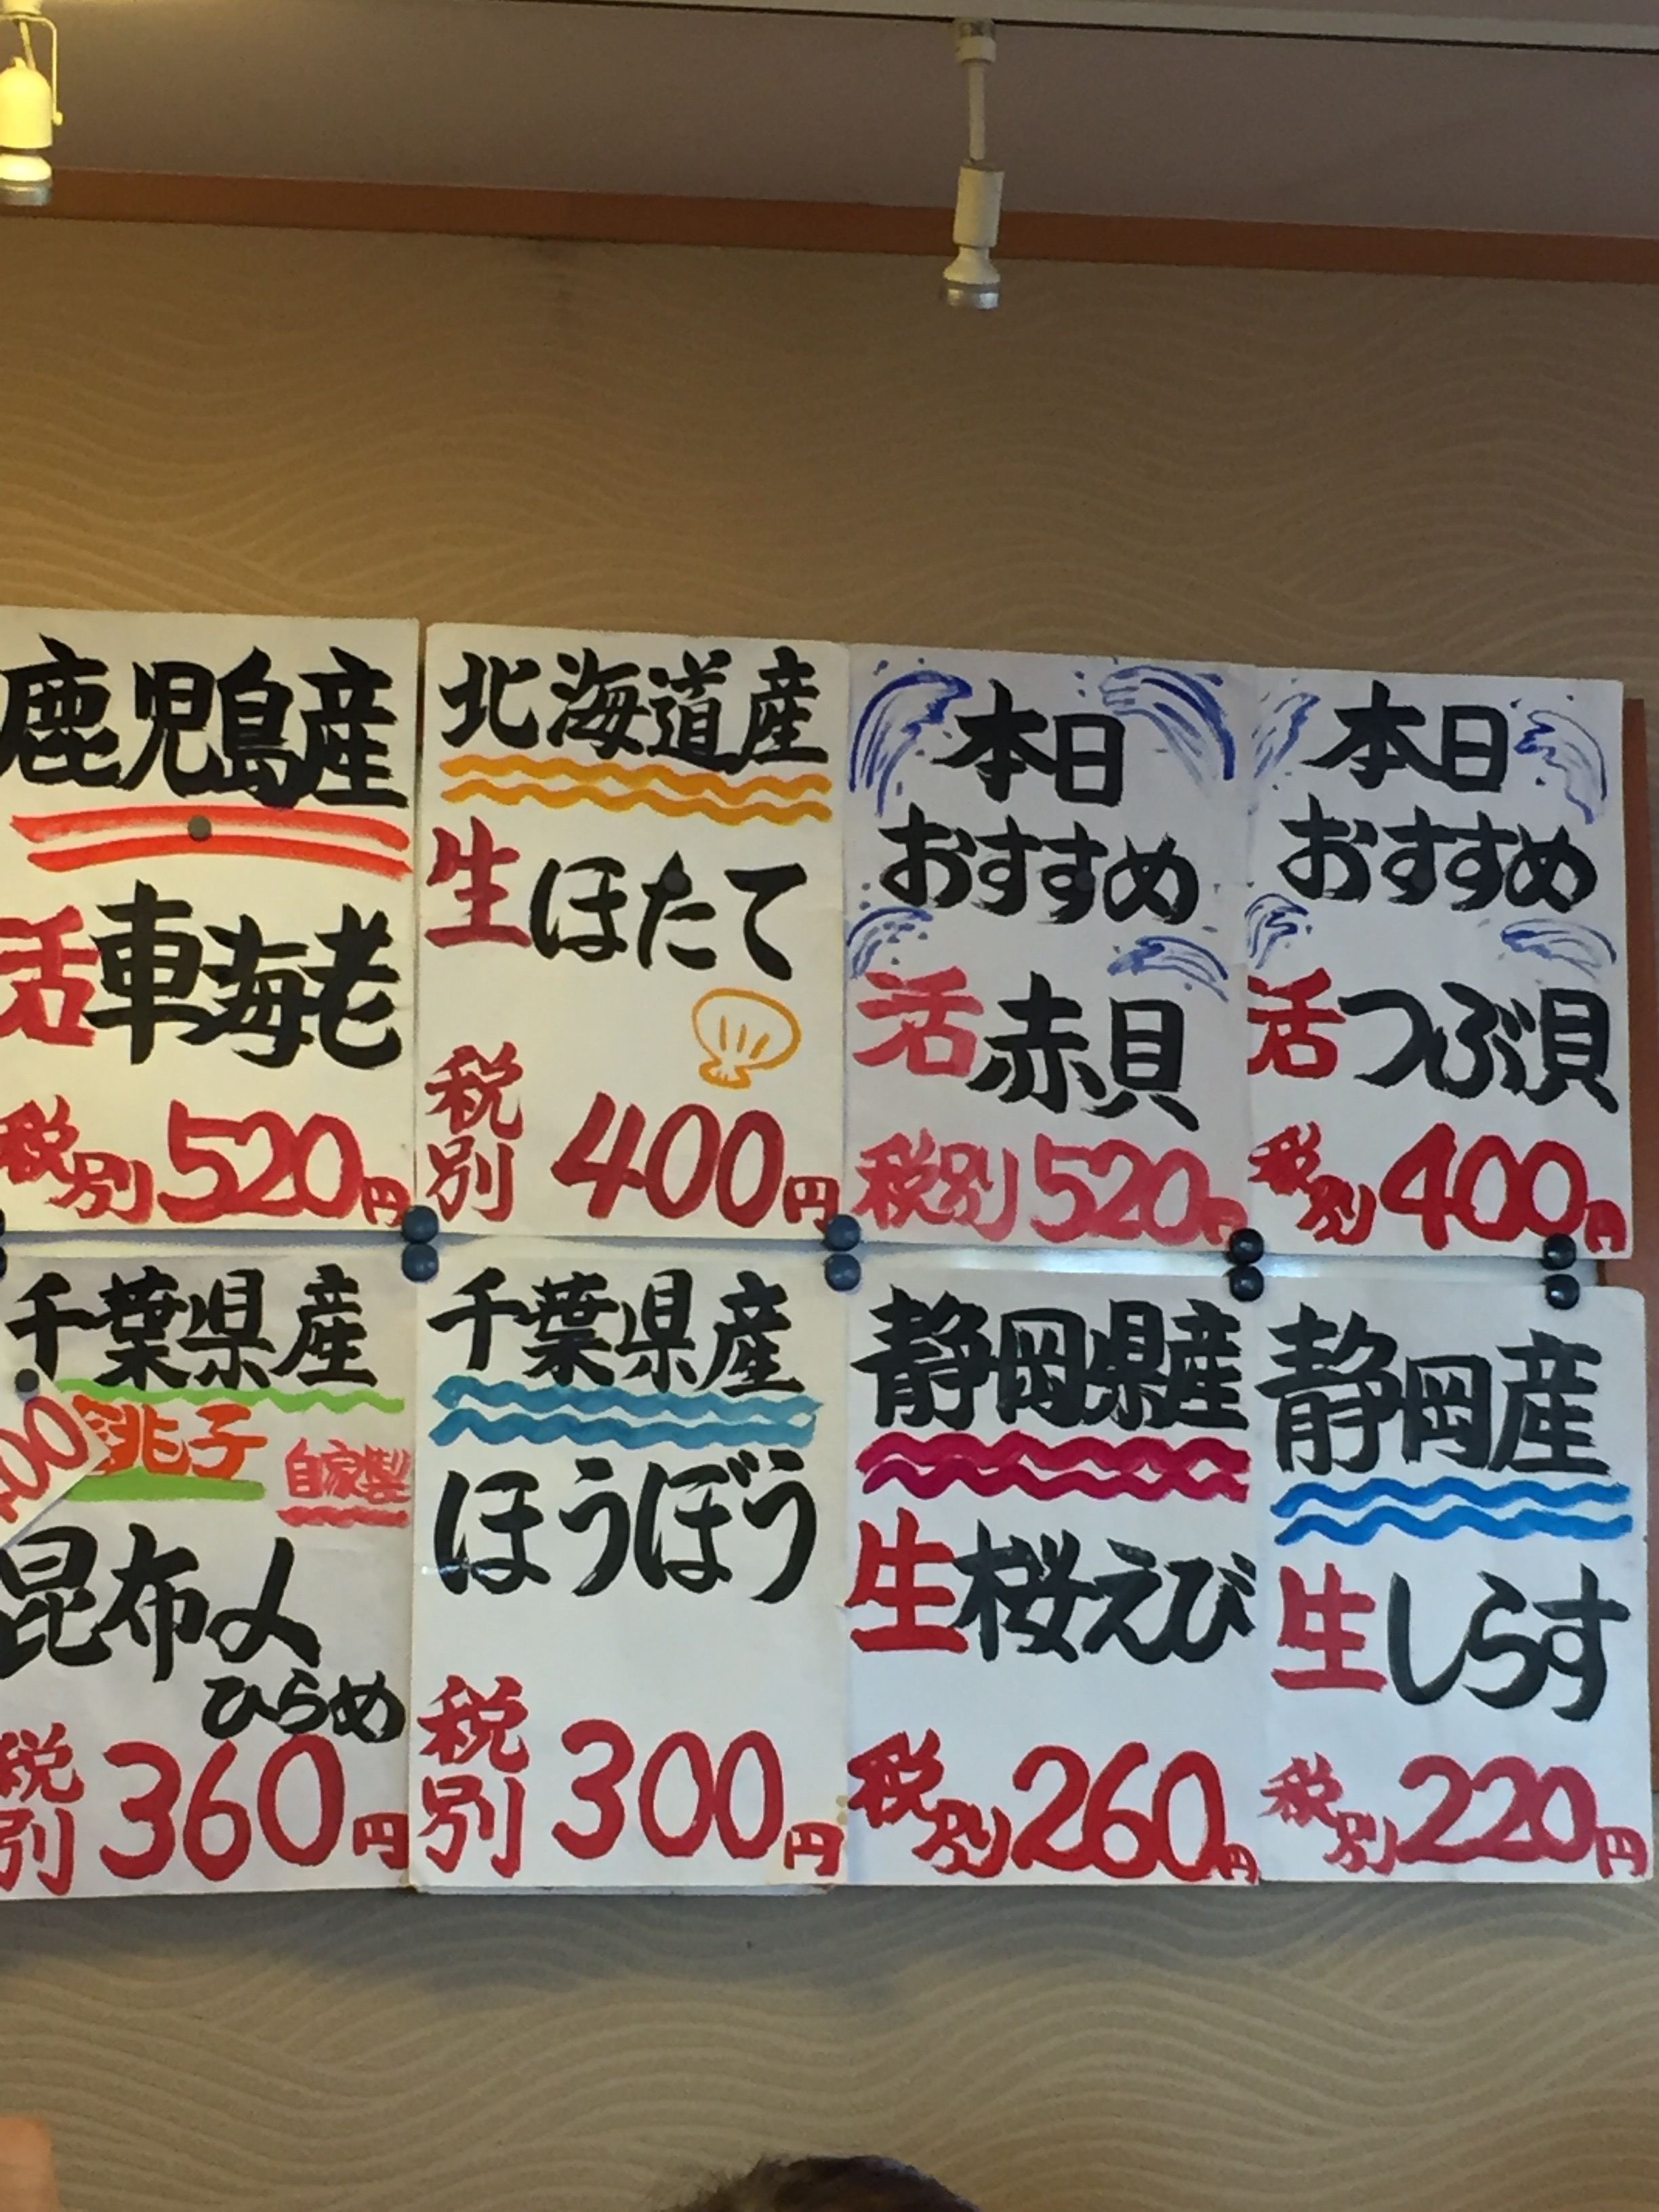 鹿児島産
活車海老
税別520円
北海道産
生ほたて
税別400円
本日
おすすめ
活赤貝
税別520円
本日
おすすめ
活つぶ貝
税別400円
千葉県産
銚子
自家製
昆布〆
ひらめ
税別360円
千葉県産
ほうぼう
税別300円
静岡県産
生桜えび
税別260円
静岡産
生しらす
税別220円